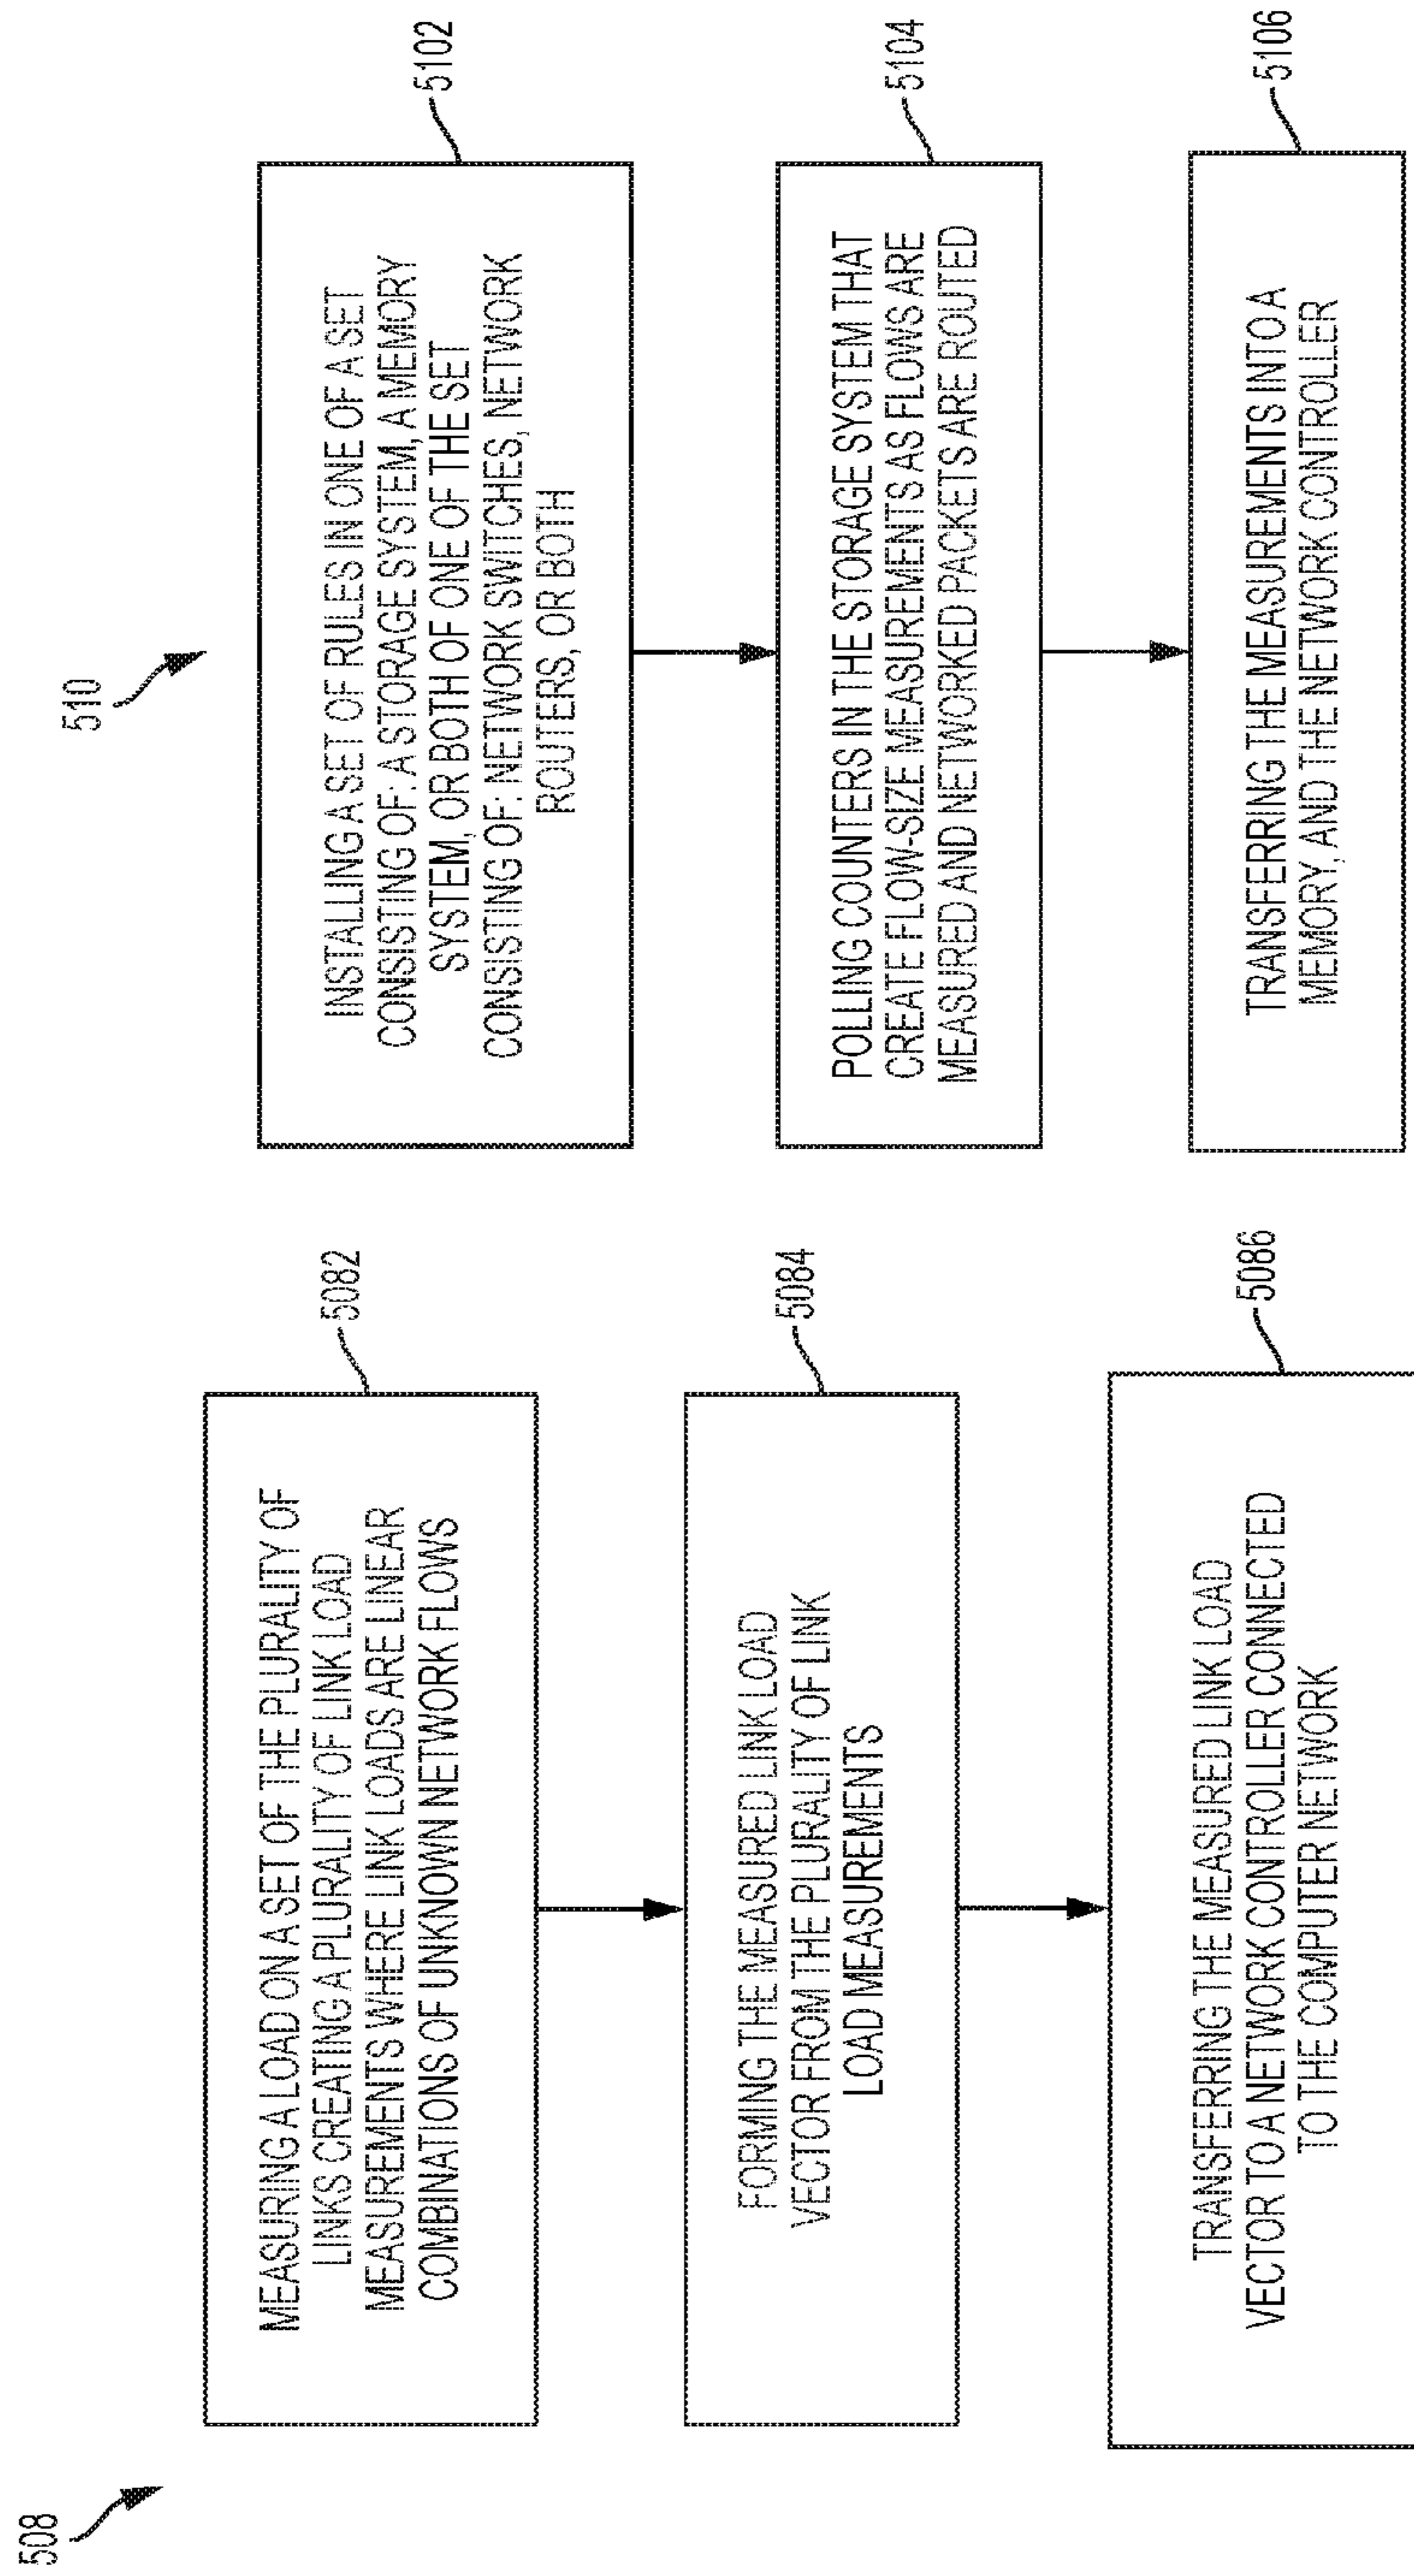 508
MEASURING A LOAD ON A SET OF THE PLURALITY OF
LINKS CREATING A PLURALITY OF LINK LOAD
MEASUREMENTS WHERE LINK LOADS ARE LINEAR
COMBINATIONS OF UNKNOWN NETWORK FLOWS
5082
FORMING THE MEASURED LINK LOAD
VECTOR FROM THE PLURALITY OF LINK
LOAD MEASUREMENTS
5084
TRANSFERRING THE MEASURED LINK LOAD
VECTOR TO A NETWORK CONTROLLER CONNECTED
TO THE COMPUTER NETWORK
5086
510
INSTALLING A SET OF RULES IN ONE OF A SET
CONSISTING OF: A STORAGE SYSTEM, A MEMORY
SYSTEM, OR BOTH OF ONE OF THE SET
CONSISTING OF: NETWORK SWITCHES, NETWORK
ROUTERS, OR BOTH
5102
POLLING COUNTERS IN THE STORAGE SYSTEM THAT
CREATE FLOW-SIZE MEASUREMENTS AS FLOWS ARE
MEASURED AND NETWORKED PACKETS ARE ROUTED
5104
TRANSFERRING THE MEASUREMENTS INTO A
MEMORY, AND THE NETWORK CONTROLLER
5106